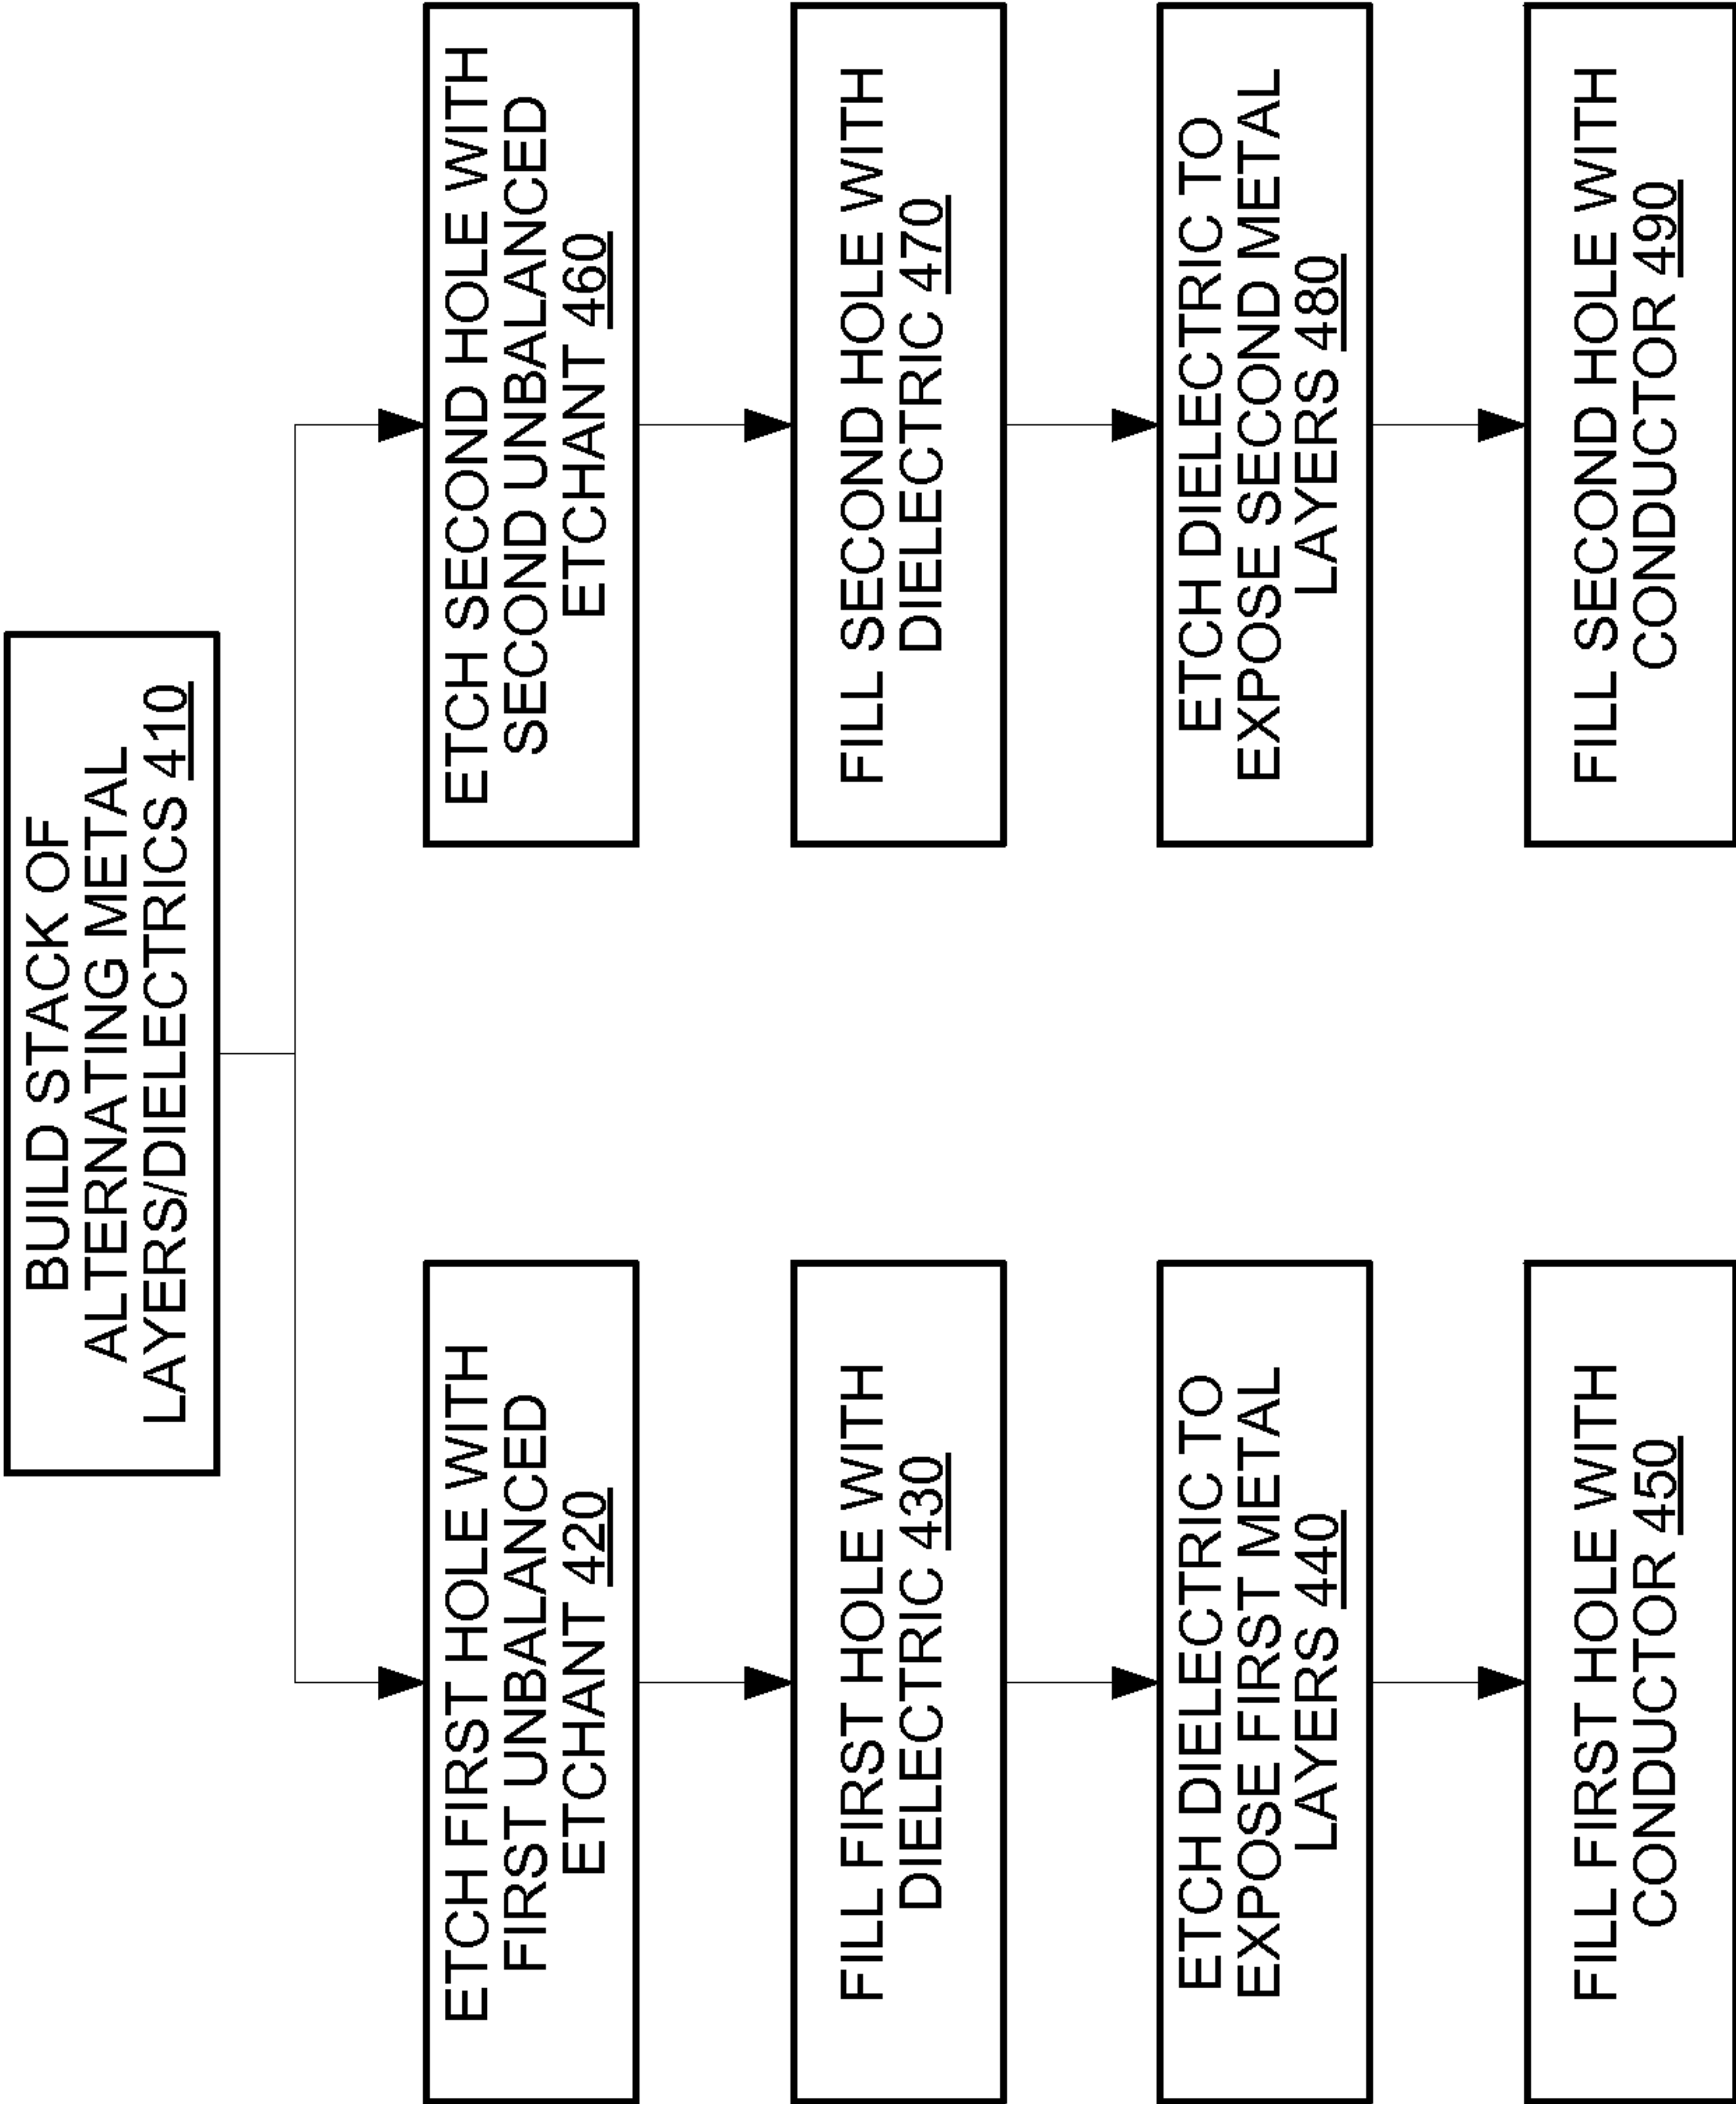 BUILD STACK OF
ALTERNATING METAL
LAYERS/DIELECTRICS 410
ETCH FIRST HOLE WITH
FIRST UNBALANCED
ETCHANT 420
FILL FIRST HOLE WITH
DIELECTRIC 430
ETCH DIELECTRIC TO
EXPOSE FIRST METAL
LAYERS 440
FILL FIRST HOLE WITH
CONDUCTOR 450
ETCH SECOND HOLE WITH
SECOND UNBALANCED
ETCHANT 460
FILL SECOND HOLE WITH
DIELECTRIC 470
ETCH DIELECTRIC TO
EXPOSE SECOND METAL
LAYERS 480
FILL SECOND HOLE WITH
CONDUCTOR 490